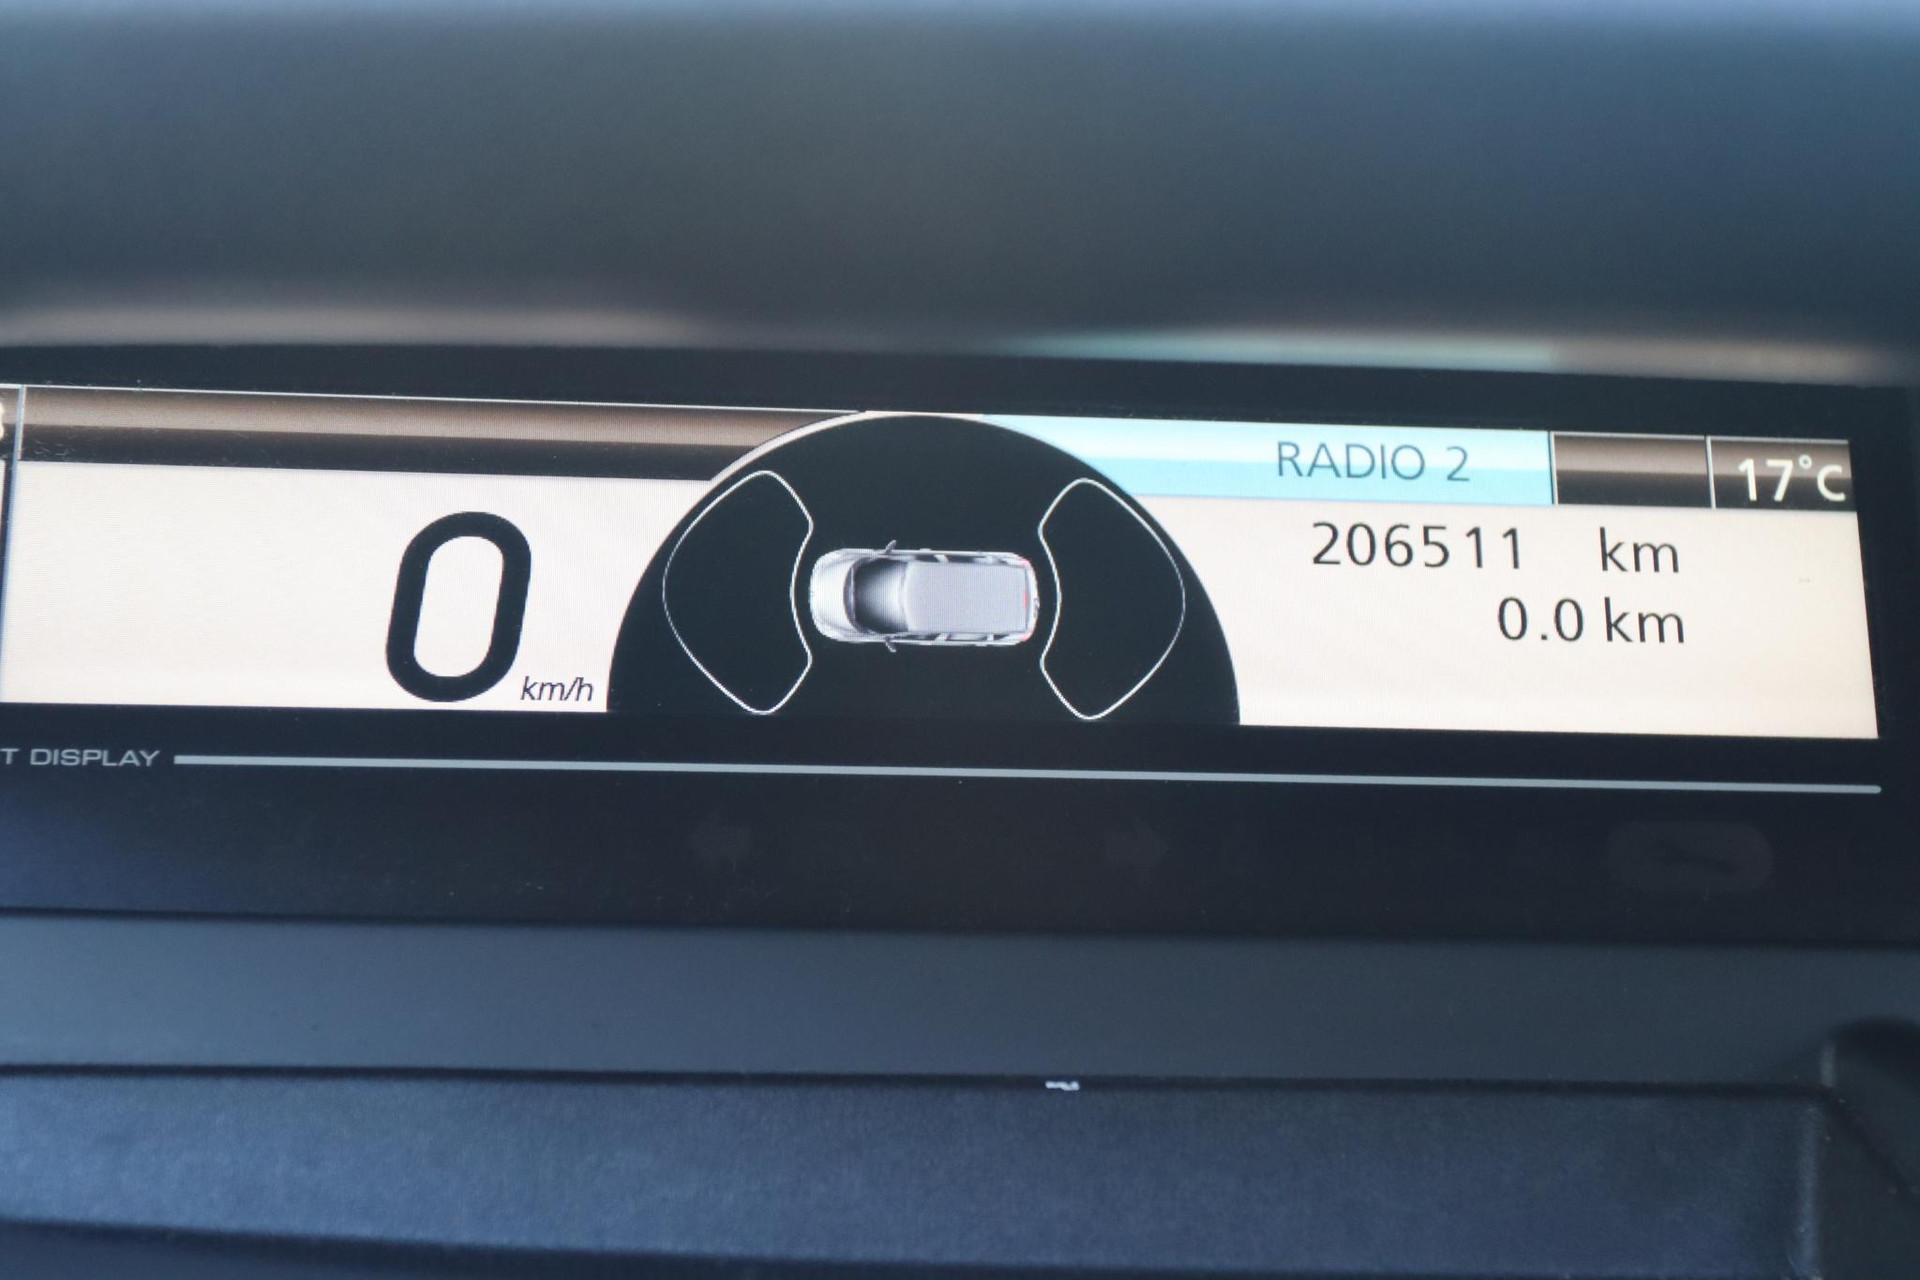 RADIO 2
17°C
206511 km
0.0 km
0 km/h
T DISPLAY